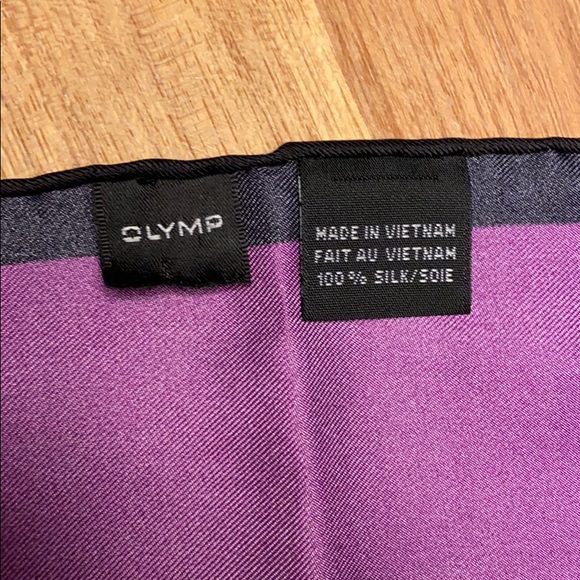 OLYMP
MADE IN VIETNAM
FAIT AU VIETNAM
100% SILK/SOIE